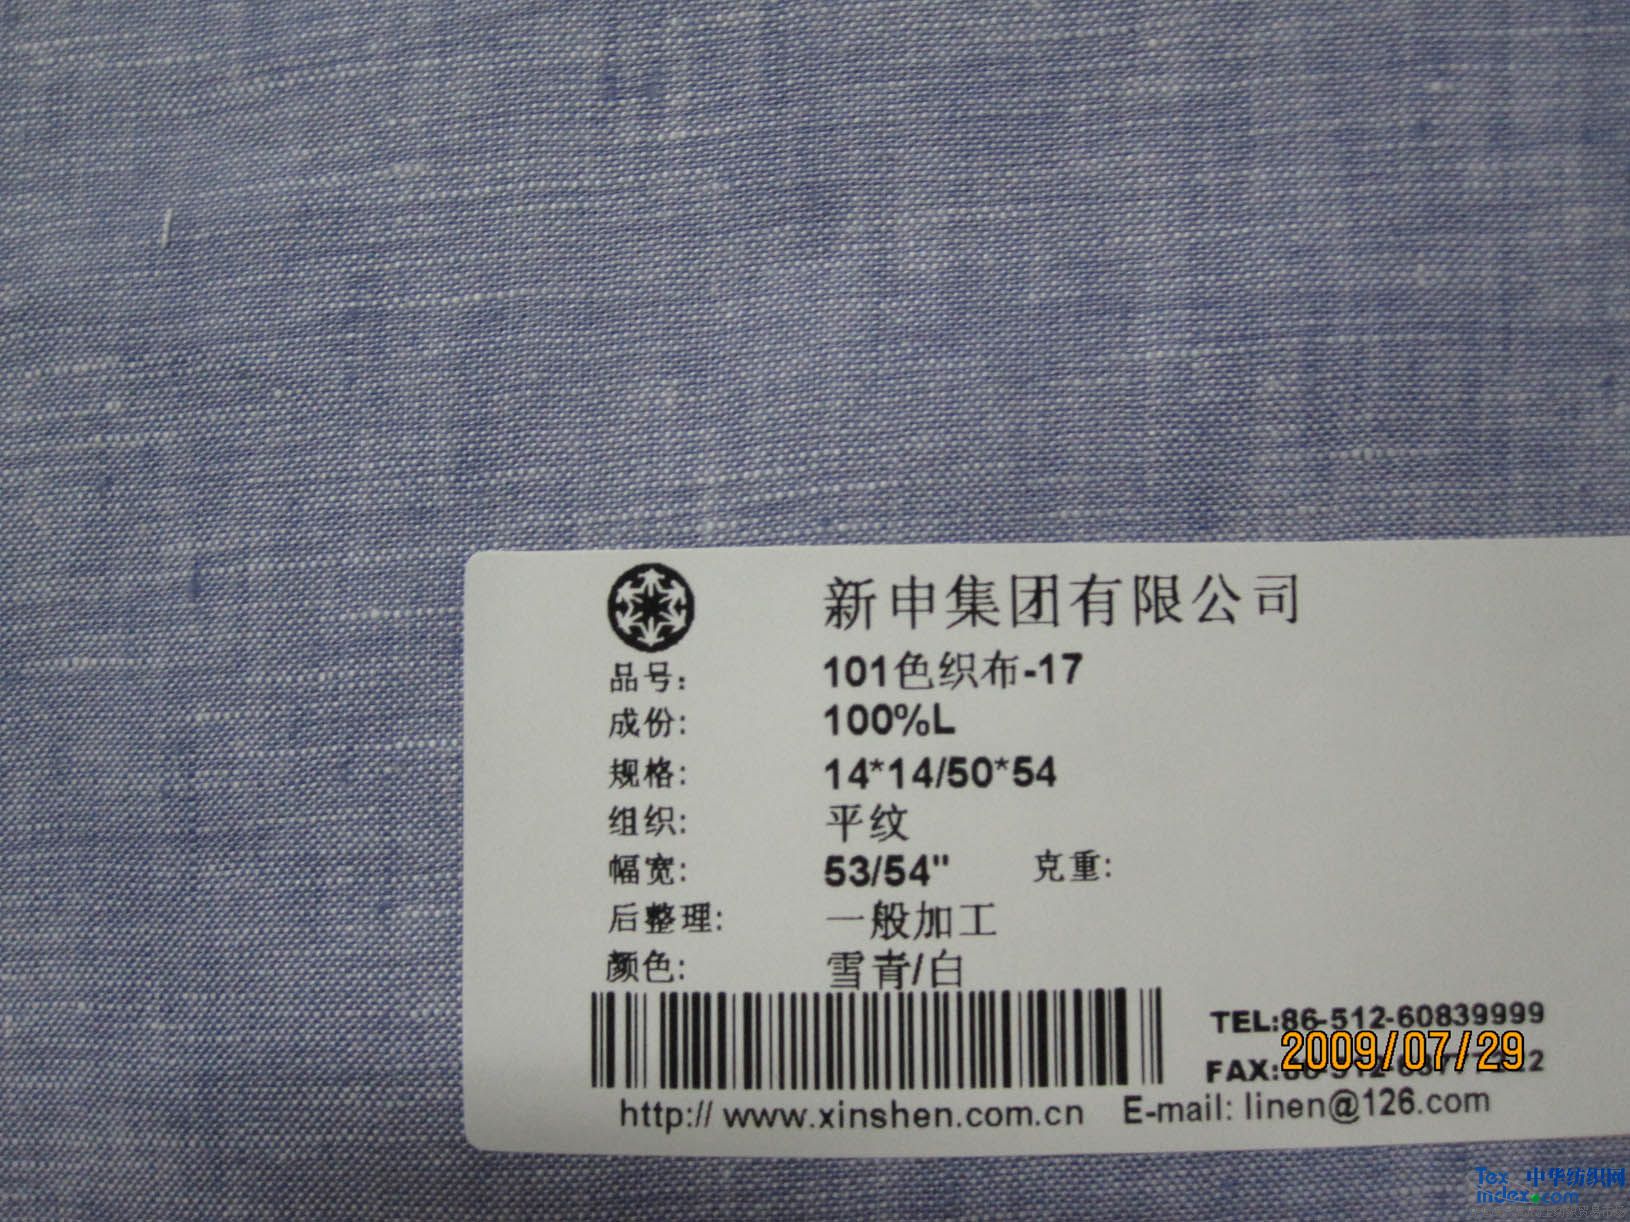 新申集团有限公司
品号: 101色织布-17
成份: 100%L
规格: 14*14/50*54
组织: 平纹
幅宽: 53/54" 克重:
后整理: 一般加工
颜色: 雪青/白
TEL:86-512-60839999
2009/07/29
FAX:
http:// www.xinshen.com.cn E-mail: linen@126.com
Tex 中华纺织网
index.com